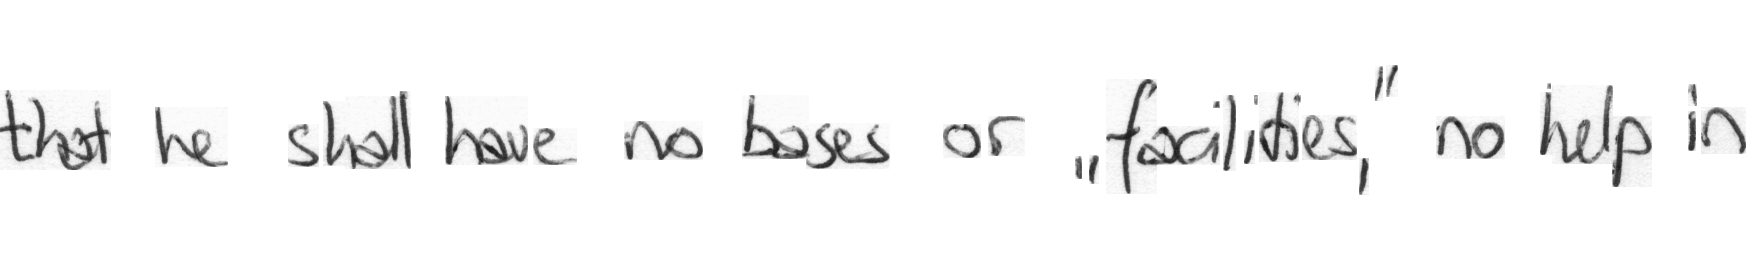 that he shall have no bases or „facilities," no help in